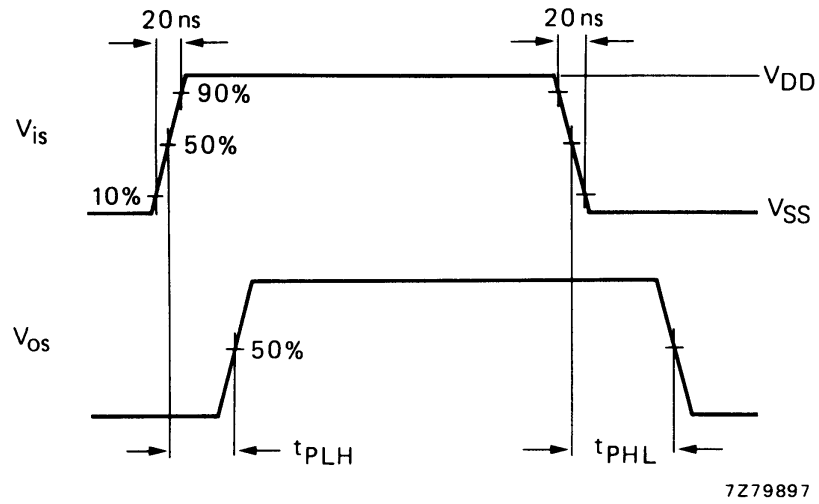 20 ns 20 ns
V_DD
90%
V_is 50%
10%
V_SS
V_os 50%
t_PLH t_PHL
7Z79897